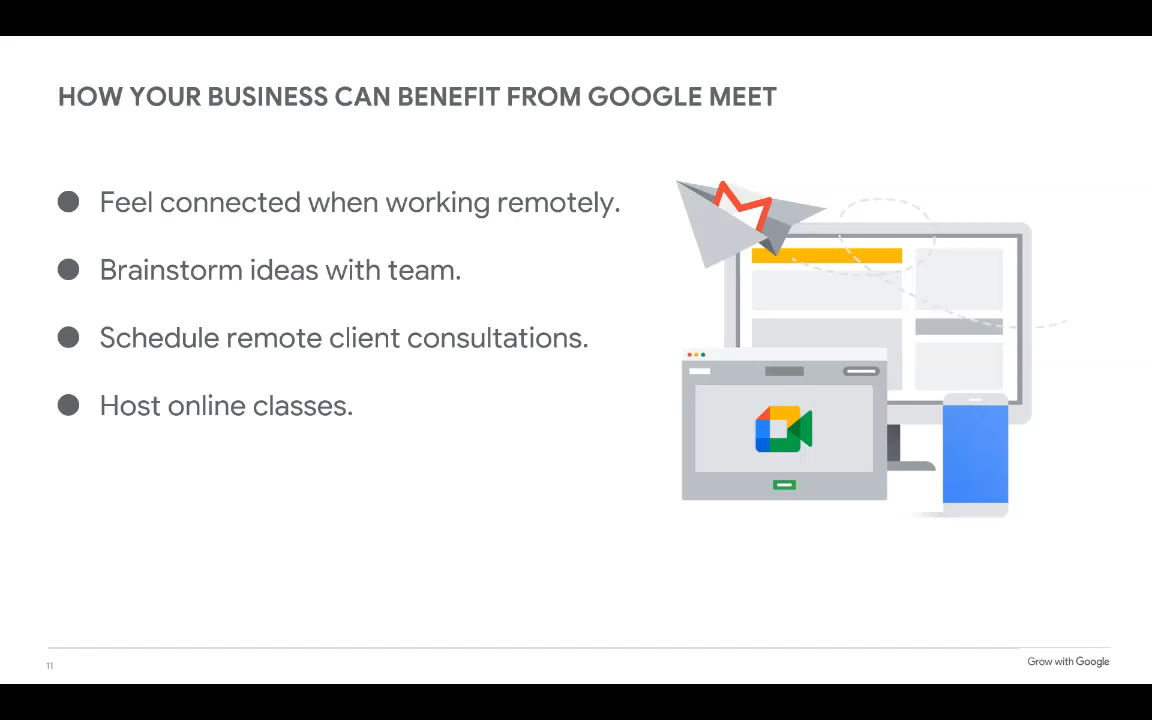 HOW YOUR BUSINESS CAN BENEFIT FROM GOOGLE MEET
● Feel connected when working remotely.
● Brainstorm ideas with team.
● Schedule remote client consultations.
● Host online classes.
11
Grow with Google